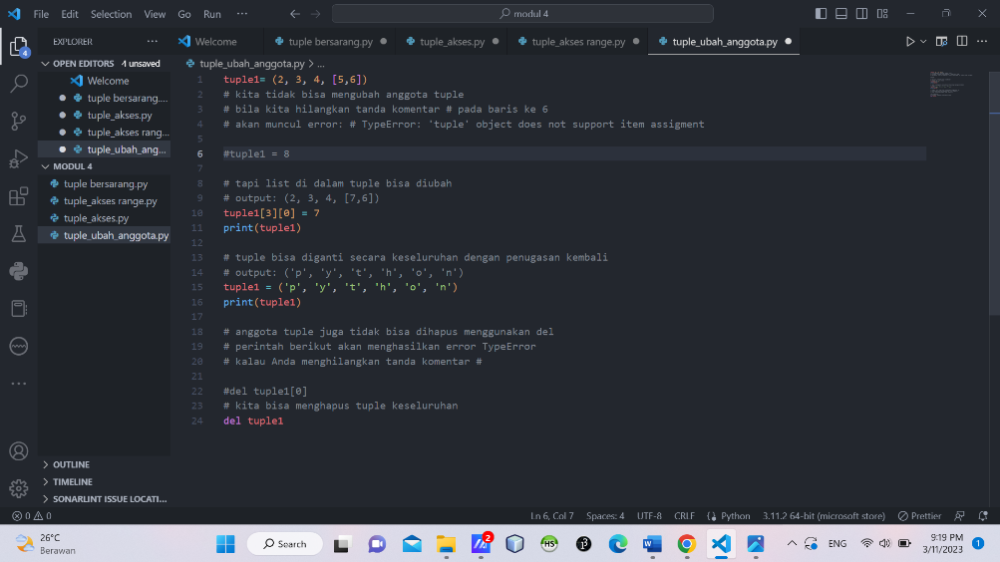 File Edit Selection View Go Run ··· modul 4
EXPLORER ···
Welcome tuple bersarang.py tuple_akses.py tuple_akses range.py tuple_ubah_anggota.py
OPEN EDITORS 4 unsaved
Welcome
tuple bersarang....
tuple_akses.py
tuple_akses rang...
tuple_ubah_ang...
MODUL 4
tuple bersarang.py
tuple_akses range.py
tuple_akses.py
tuple_ubah_anggota.py
OUTLINE
TIMELINE
SONARLINT ISSUE LOCATI...
4
tuple_ubah_anggota.py > ...
1 tuple1= (2, 3, 4, [5,6])
2 # kita tidak bisa mengubah anggota tuple
3 # bila kita hilangkan tanda komentar # pada baris ke 6
4 # akan muncul error: # TypeError: 'tuple' object does not support item assigment
5
6 #tuple1 = 8
7
8 # tapi list di dalam tuple bisa diubah
9 # output: (2, 3, 4, [7,6])
10 tuple1[3][0] = 7
11 print(tuple1)
12
13 # tuple bisa diganti secara keseluruhan dengan penugasan kembali
14 # output: ('p', 'y', 't', 'h', 'o', 'n')
15 tuple1 = ('p', 'y', 't', 'h', 'o', 'n')
16 print(tuple1)
17
18 # anggota tuple juga tidak bisa dihapus menggunakan del
19 # perintah berikut akan menghasilkan error TypeError
20 # kalau Anda menghilangkan tanda komentar #
21
22 #del tuple1[0]
23 # kita bisa menghapus tuple keseluruhan
24 del tuple1
0 0 Ln 6, Col 7 Spaces: 4 UTF-8 CRLF Python 3.11.2 64-bit (microsoft store) Prettier
26°C
Berawan
Search
2
HS
ENG
9:19 PM
3/11/2023
1